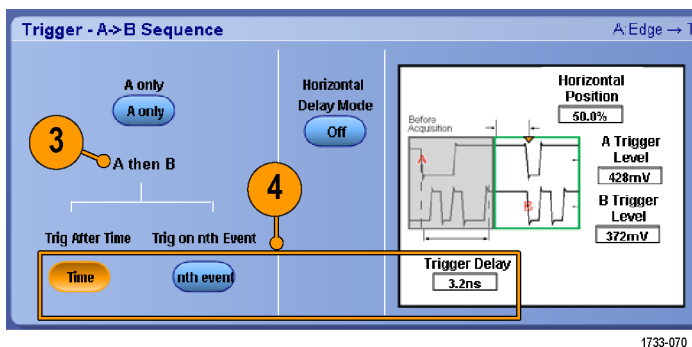 Trigger - A->B Sequence
A:Edge → T
A only
A only
3
A then B
4
Trig After Time
Trig on nth Event
Time
nth event
Horizontal
Delay Mode
Off
Before
Acquisition
A
B
Horizontal
Position
50.0%
A Trigger
Level
428mV
B Trigger
Level
372mV
Trigger Delay
3.2ns
1733-070